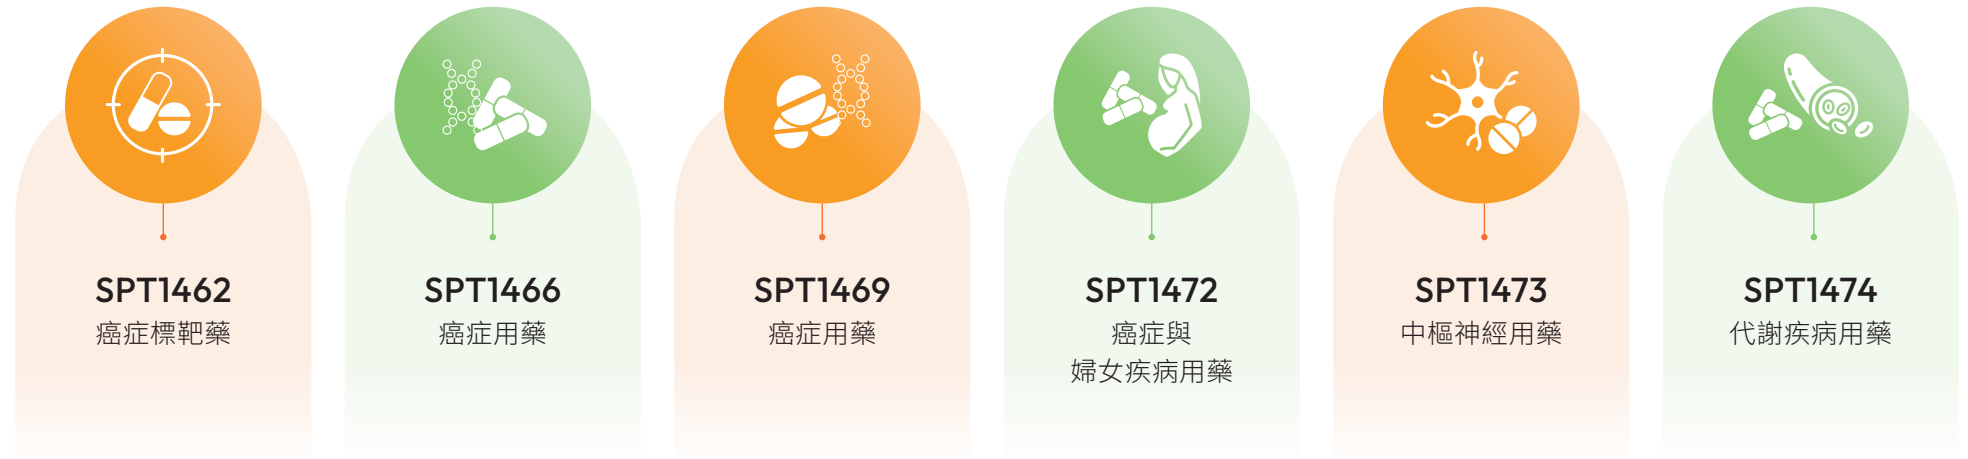 SPT1462
癌症標靶藥
SPT1466
癌症用藥
SPT1469
癌症用藥
SPT1472
癌症與
婦女疾病用藥
SPT1473
中樞神經用藥
SPT1474
代謝疾病用藥